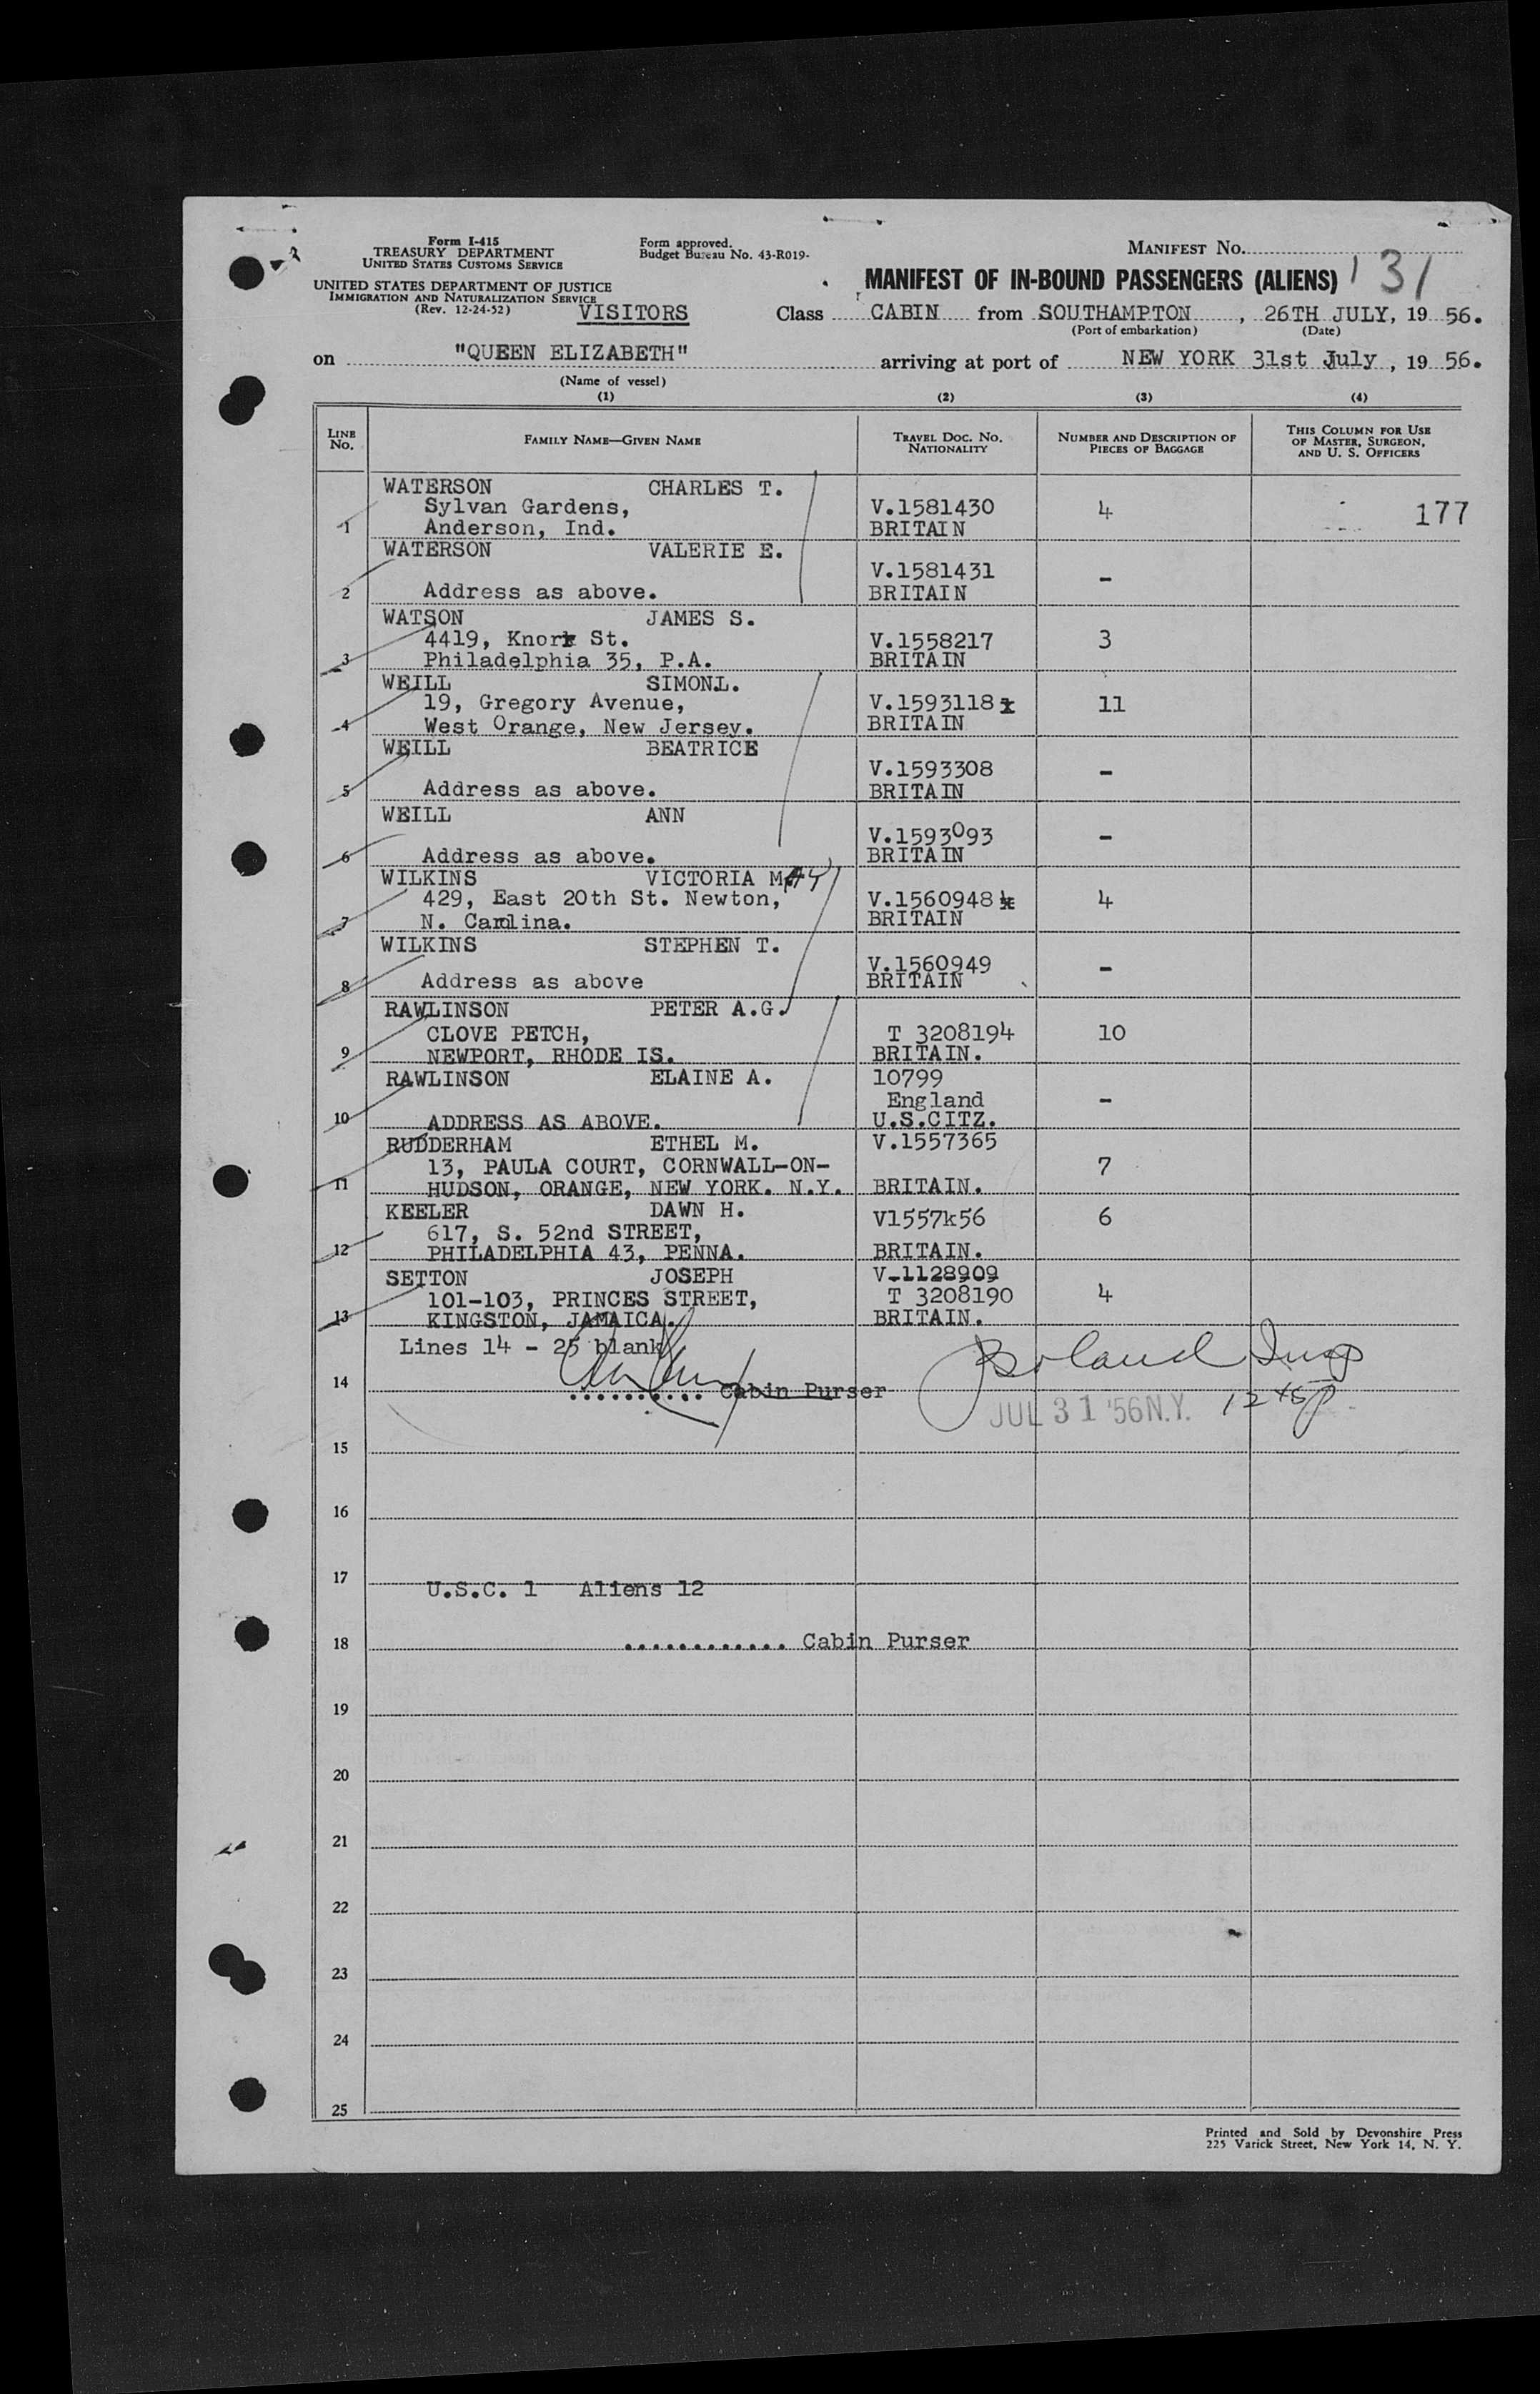 Form I-415
TREASURY DEPARTMENT
UNITED STATES CUSTOMS SERVICE
Form approved.
Budget Bureau No. 43-R019-
MANIFEST No.
UNITED STATES DEPARTMENT OF JUSTICE
IMMIGRATION AND NATURALIZATION SERVICE
(Rev. 12-24-52)
VISITORS
MANIFEST OF IN-BOUND PASSENGERS (ALIENS) 131
Class CABIN from SOUTHAMPTON, 26TH JULY, 19 56.
(Port of embarkation) (Date)
on "QUEEN ELIZABETH" arriving at port of NEW YORK 31st July, 19 56.
(Name of vessel)
(1) (2) (3) (4)
LINE No. FAMILY NAME—GIVEN NAME TRAVEL DOC. No. NATIONALITY NUMBER AND DESCRIPTION OF PIECES OF BAGGAGE THIS COLUMN FOR USE OF MASTER, SURGEON, AND U. S. OFFICERS
WATERSON CHARLES T.
Sylvan Gardens, V.1581430 4 177
1 Anderson, Ind. BRITAIN
WATERSON VALERIE E.
V.1581431 -
2 Address as above. BRITAIN
WATSON JAMES S.
4419, Knorr St. V.1558217 3
3 Philadelphia 35, P.A. BRITAIN
WEILL SIMON.L.
19, Gregory Avenue, V.1593118 11
4 West Orange, New Jersey. BRITAIN
WEILL BEATRICE
V.1593308 -
5 Address as above. BRITAIN
WEILL ANN
V.1593093 -
6 Address as above. BRITAIN
WILKINS VICTORIA MAY
429, East 20th St. Newton, V.1560948 4
7 N. Carolina. BRITAIN
WILKINS STEPHEN T.
V.1560949 -
8 Address as above BRITAIN
RAWLINSON PETER A.G.
CLOVE PETCH, T 3208194 10
9 NEWPORT, RHODE IS. BRITAIN.
RAWLINSON ELAINE A. 10799
England -
10 ADDRESS AS ABOVE. U.S.CITZ.
RUDDERHAM ETHEL M. V.1557365
13, PAULA COURT, CORNWALL-ON- 7
11 HUDSON, ORANGE, NEW YORK. N.Y. BRITAIN.
KEELER DAWN H. V1557k56 6
617, S. 52nd STREET,
12 PHILADELPHIA 43, PENNA. BRITAIN.
SETTON JOSEPH V-1128909
101-103, PRINCES STREET, T 3208190 4
13 KINGSTON, JAMAICA. BRITAIN.
Lines 14 - 25 blank
14 .......... Cabin Purser
Boland Insp
JUL 31 '56 N.Y.
15
16
17 U.S.C. 1 Aliens 12
18 ............ Cabin Purser
19
20
21
22
23
24
25
Printed and Sold by Devonshire Press
225 Varick Street, New York 14, N. Y.